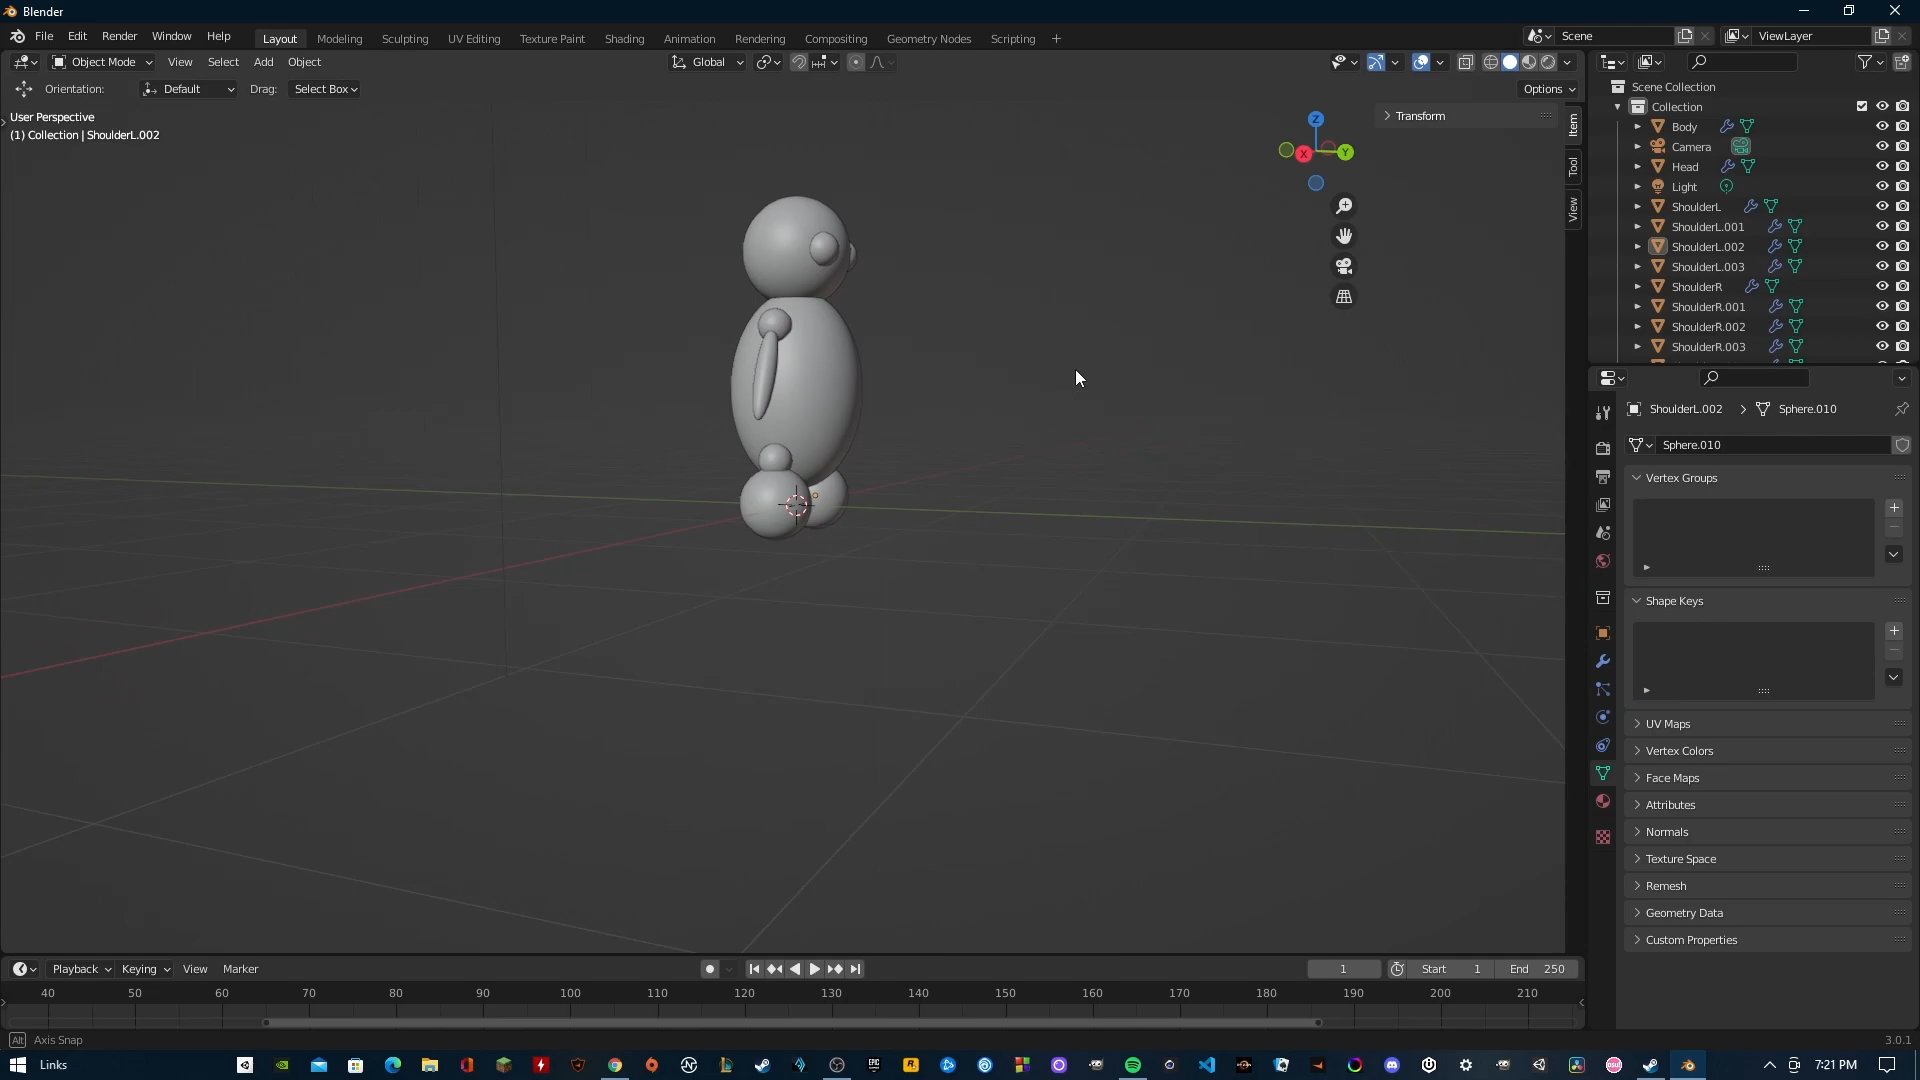 Blender
File Edit Render Window Help Layout Modeling Sculpting UV Editing Texture Paint Shading Animation Rendering Compositing Geometry Nodes Scripting + Scene ViewLayer
Object Mode View Select Add Object Global
Orientation: Default Drag: Select Box Options
User Perspective
(1) Collection | ShoulderL.002
Transform
Item
Tool
View
Z
X
Y
Scene Collection
Collection
Body
Camera
Head
Light
ShoulderL
ShoulderL.001
ShoulderL.002
ShoulderL.003
ShoulderR
ShoulderR.001
ShoulderR.002
ShoulderR.003
ShoulderL.002 > Sphere.010
Sphere.010
Vertex Groups
Shape Keys
UV Maps
Vertex Colors
Face Maps
Attributes
Normals
Texture Space
Remesh
Geometry Data
Custom Properties
Playback Keying View Marker 1 Start 1 End 250
40 50 60 70 80 90 100 110 120 130 140 150 160 170 180 190 200 210
Alt Axis Snap 3.0.1
Links 7:21 PM